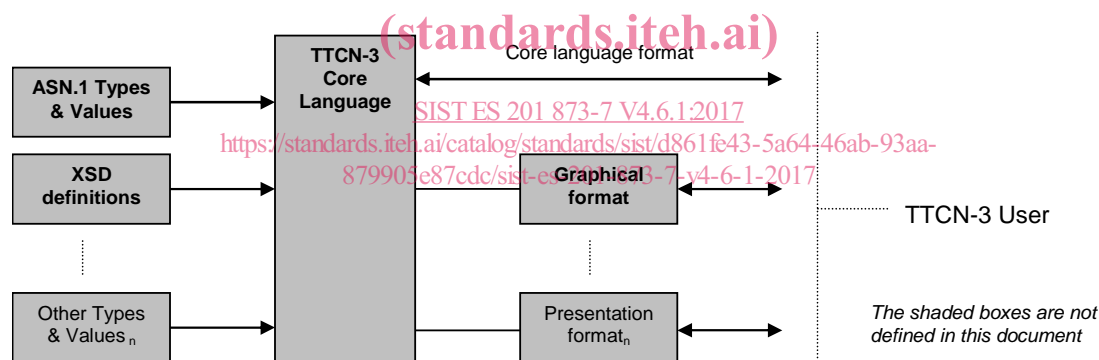 (standards.iteh.ai)
TTCN-3
Core
Language
Core language format
ASN.1 Types
& Values
SIST ES 201 873-7 V4.6.1:2017
https://standards.iteh.ai/catalog/standards/sist/d861fe43-5a64-46ab-93aa-
879905e87cdc/sist-es-201-873-7-v4-6-1-2017
XSD
definitions
Graphical
format
TTCN-3 User
Other Types
& Values n
Presentation
format n
The shaded boxes are not
defined in this document